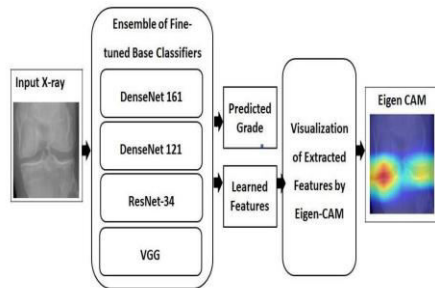 Input X-ray
Ensemble of Fine-
tuned Base Classifiers
DenseNet 161
DenseNet 121
ResNet-34
VGG
Predicted
Grade
Learned
Features
Visualization
of Extracted
Features by
Eigen-CAM
Eigen CAM